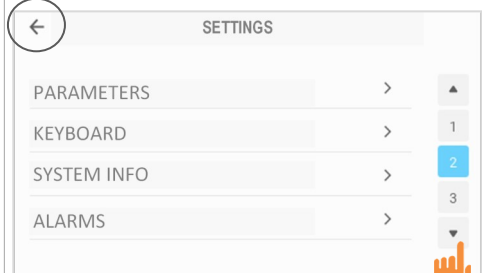 SETTINGS
PARAMETERS
KEYBOARD
SYSTEM INFO
ALARMS
1
2
3